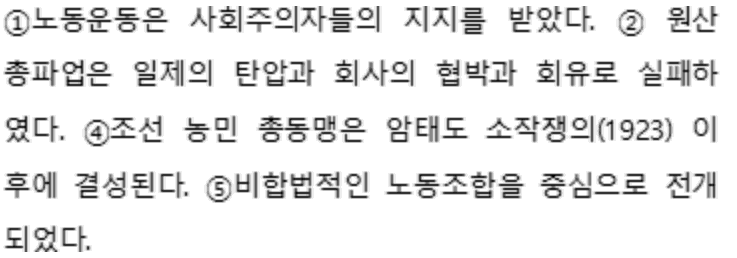 ①노동운동은 사회주의자들의 지지를 받았다. ② 원산
총파업은 일제의 탄압과 회사의 협박과 회유로 실패하
였다. ④조선 농민 총동맹은 암태도 소작쟁의(1923) 이
후에 결성된다. ⑤비합법적인 노동조합을 중심으로 전개
되었다.